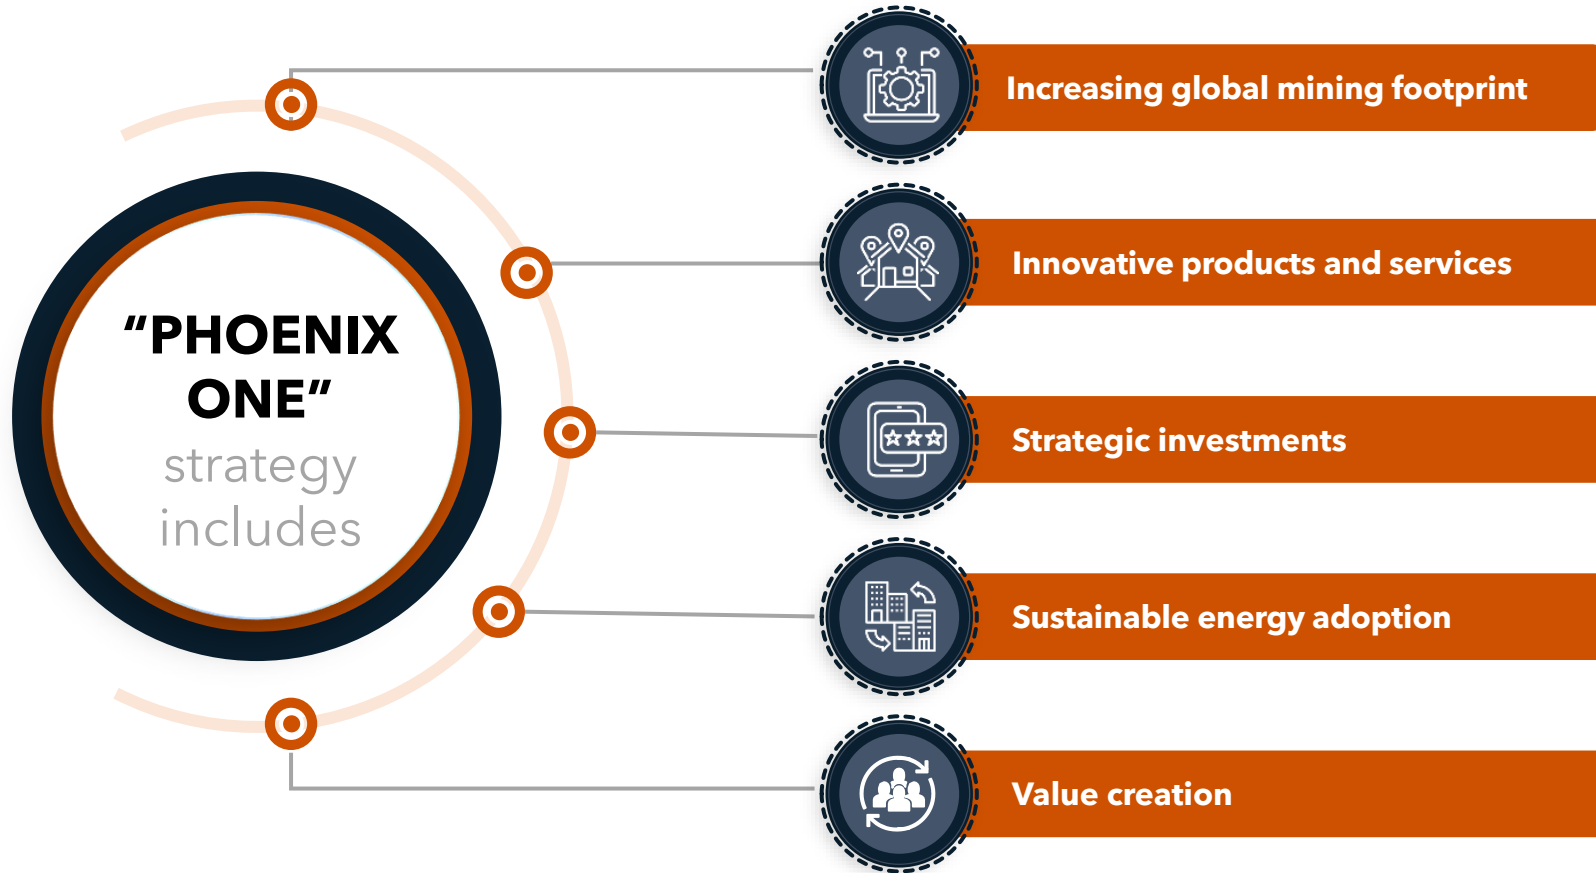 “PHOENIX
ONE”
strategy
includes
Increasing global mining footprint
Innovative products and services
Strategic investments
Sustainable energy adoption
Value creation